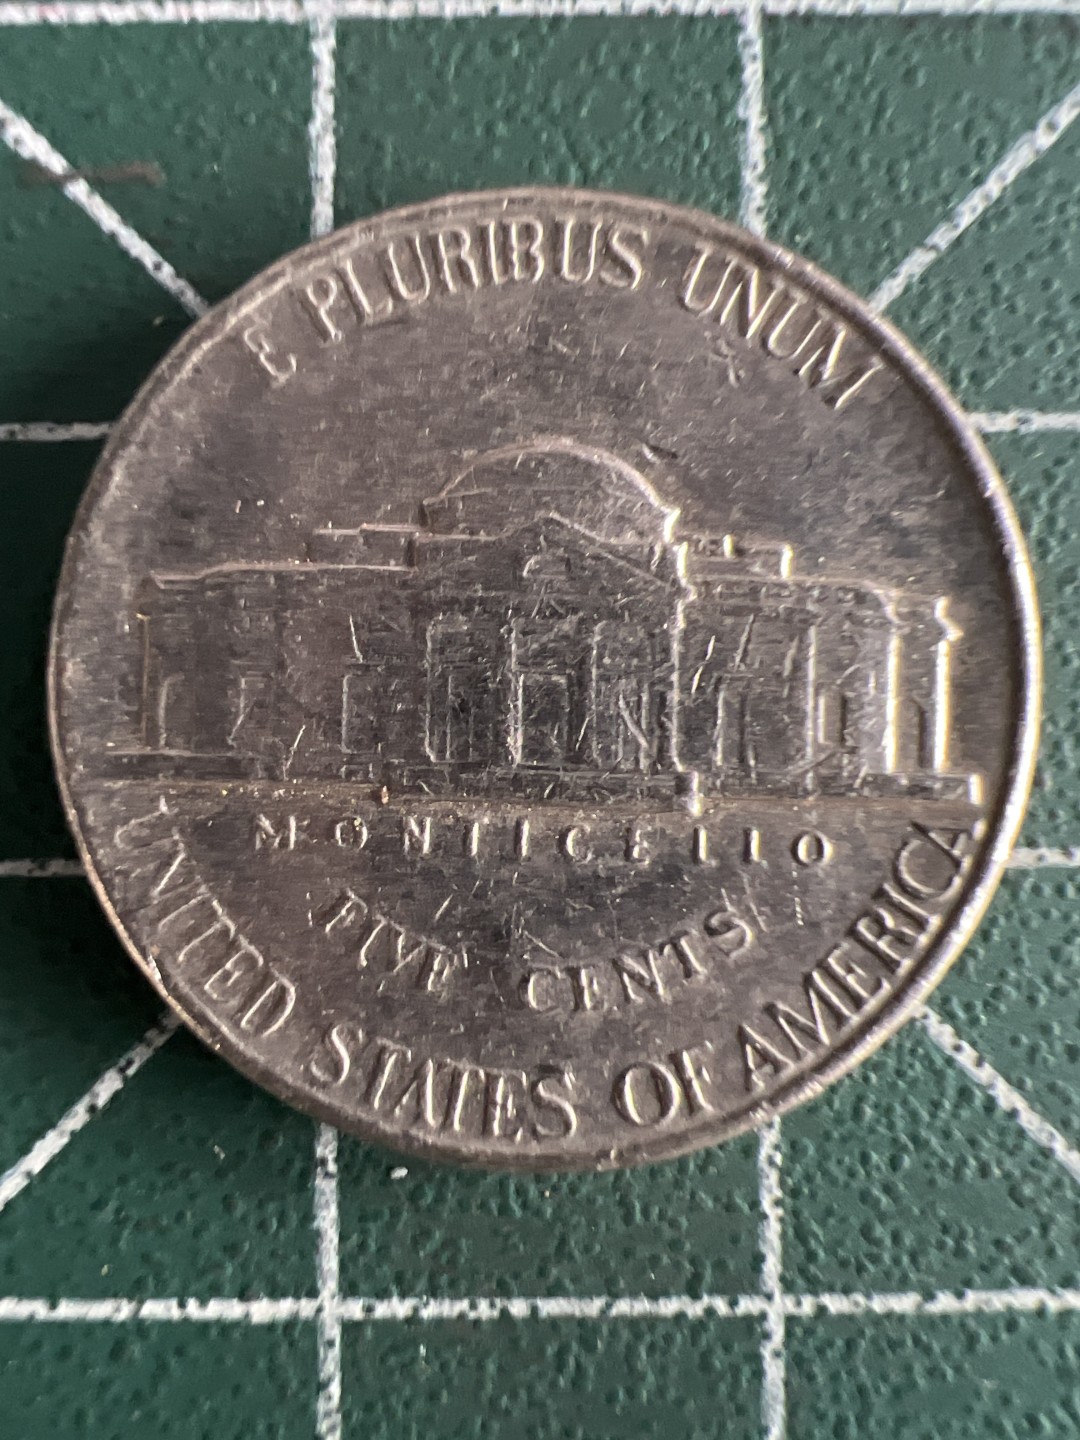 E PLURIBUS UNUM
MONTICELLO
FIVE CENTS
UNITED STATES OF AMERICA